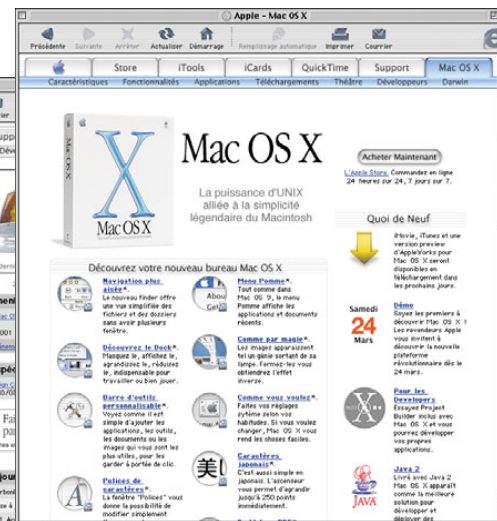 Apple - Mac OS X
Précédente Suivante Arrêter Actualiser Démarrage Remplissage automatique Imprimer Courrier
Store iTools iCards QuickTime Support Mac OS X
Caractéristiques Fonctionnalités Applications Téléchargements Théâtre Développeurs Darwin
Mac OS X
X
Mac OS X
Mac OS X
La puissance d'UNIX
alliée à la simplicité
légendaire du Macintosh
Acheter Maintenant
L'Apple Store. Commandez en ligne
24 heures sur 24, 7 jours sur 7.
Quoi de Neuf
iMovie, iTunes et une
version preview
d'AppleWorks pour
Mac OS X seront
disponibles en
téléchargement dans
les prochains jours.
Samedi
24
Mars
Démo
Soyez les premiers à
découvrir Mac OS X !
Les revendeurs Apple
vous invitent à
découvrir la nouvelle
plateforme
révolutionnaire dès le
24 mars.
Pour les
Developers
Essayez Project
Builder inclus avec
Mac OS X et vous
pourrez développer
vos propres
applications.
JAVA
Java 2
Livré avec Java 2
Mac OS X apparaît
comme la meilleure
solution pour
développer et
déployer des
Découvrez votre nouveau bureau Mac OS X
Navigation plus
aisée*.
Le nouveau finder offre
une vue simplifiée des
fichiers et des dossiers
sans avoir plusieurs
fenêtre.
Découvrez le Dock*.
Masquez le, affichez le,
agrandissez le, réduisez
le, indispensable pour
travailler ou bien jouer.
Barre d'outils
personnalisable*.
Voyez comme il est
simple d'ajouter les
applications, les outils,
les documents ou les
images qui vous sont les
plus utiles, pour les
garder à portée de clic.
A
Polices de
caractères*.
La fenêtre "Polices" vous
donne la possibilité de
modifier simplement
Abou
Get
Menu Pomme*.
Tout comme dans
Mac OS 9, le menu
Pomme affiche les
applications et documents
récents.
Comme par magie*.
Les images apparaissent
tel un génie sortant de sa
lampe. Fermez-les vous
obtiendrez l'effet
inverse.
Comme vous voulez*.
Faites vos réglages
sytème selon vos
habitudes. Si vous voulez
changer, Mac OS X vous
rend les choses faciles.
美し
Caractères
japonais*.
C'est aussi simple en
japonais. L'ascenseur
vous permet d'agrandir
jusqu'à 250 points
immédiatement.